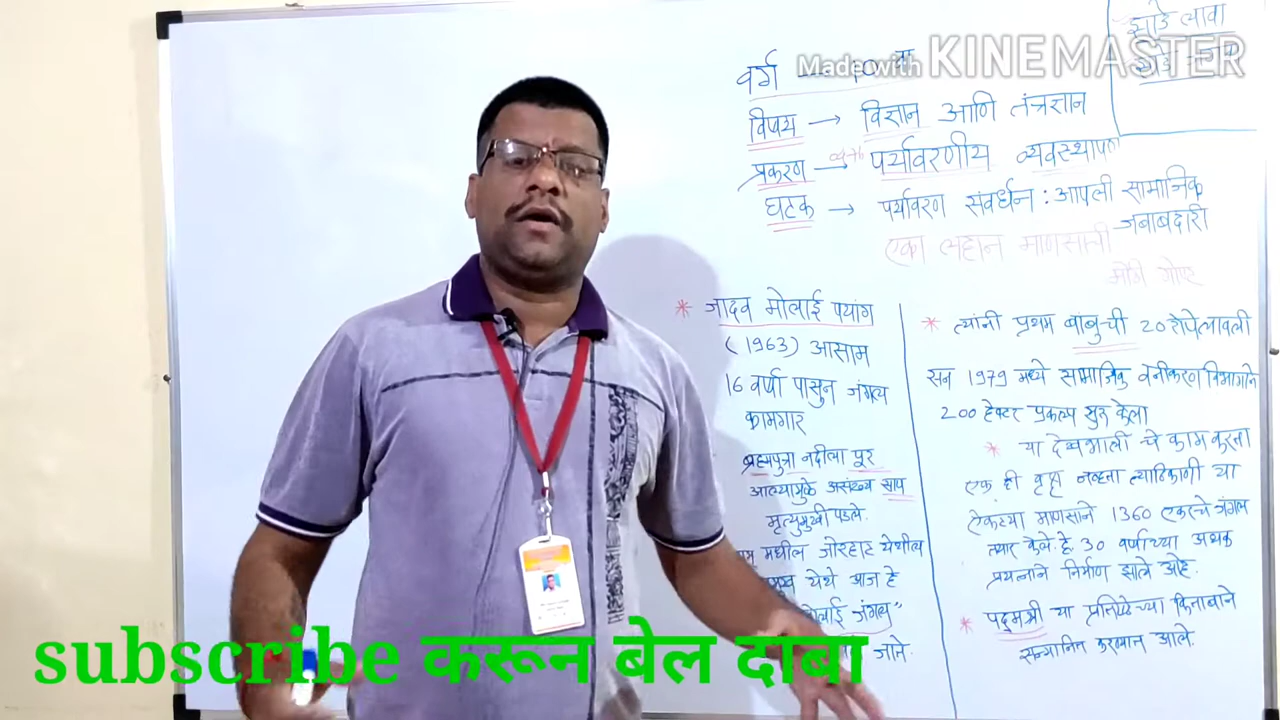 झाडे लावा
Made with KINEMASTER
वर्ग – 10 वा
विषय → विज्ञान आणि तंत्रज्ञान
प्रकरण → पर्यावरणीय व्यवस्थापन
घटक → पर्यावरण संवर्धन : आपली सामाजिक
जबाबदारी
एका लहान माणसाची
मोठी गोष्ट
* जादव मोलाई पयांग
(1963) आसाम
16 वर्षा पासुन जंगल
कामगार
ब्रह्मपुत्रा नदीला पूर
आल्यामुळे असंख्य साप
मृत्युमुखी पडले.
मधील जोरहाट येथील
येथे आज हे
जंगल"
जाने.
* त्यांनी प्रथम बांबुची 20 रोपे लावली
सन 1979 मध्ये सामाजिक वनीकरण विभागाने
200 हेक्टर प्रकल्प सुरु केला
* या काम करता
एक ही वृक्ष नव्हता त्याठिकाणी या
माणसाने 1360 एकरचे जंगल
तयार केले हे. 30 वर्षाच्या अथक
प्रयत्नाने निर्माण झाले आहे.
* पद्मश्री या किताबाने
सन्मानित करण्यात आले.
subscribe करून बेल दाबा